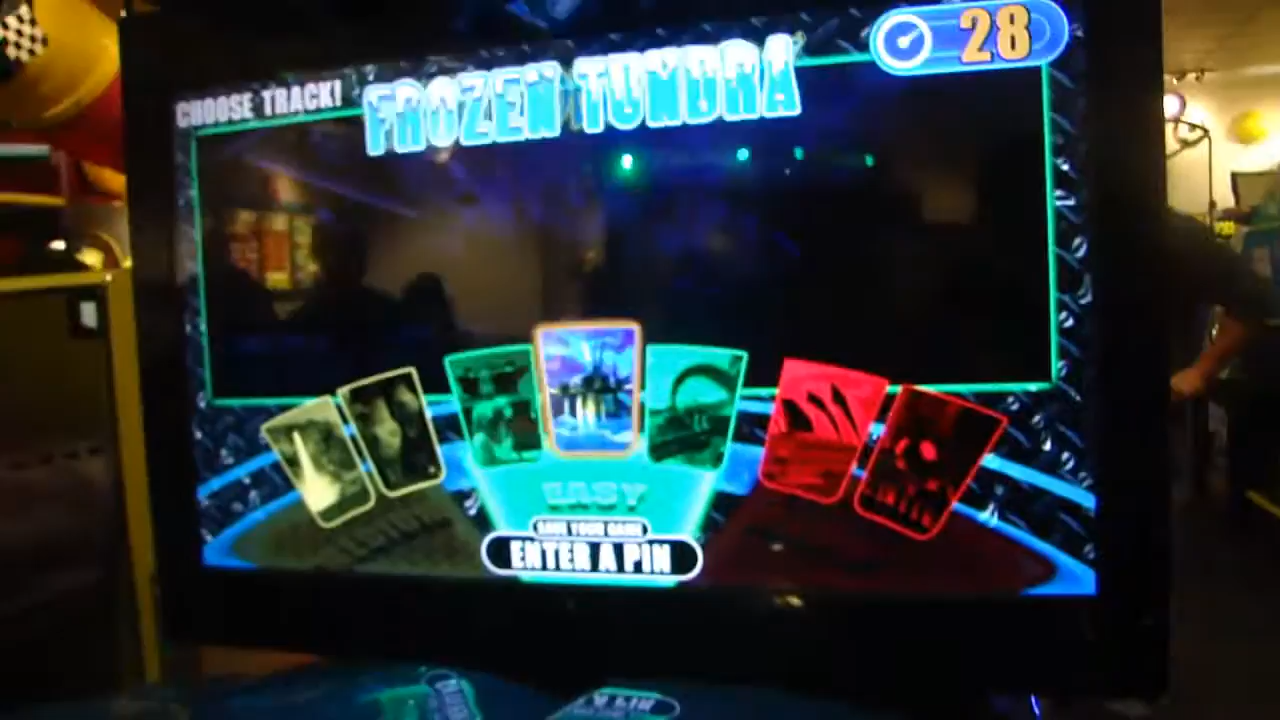 CHOOSE TRACK!
FROZEN TUNDRA
28
EASY
SAVE YOUR GAME
ENTER A PIN